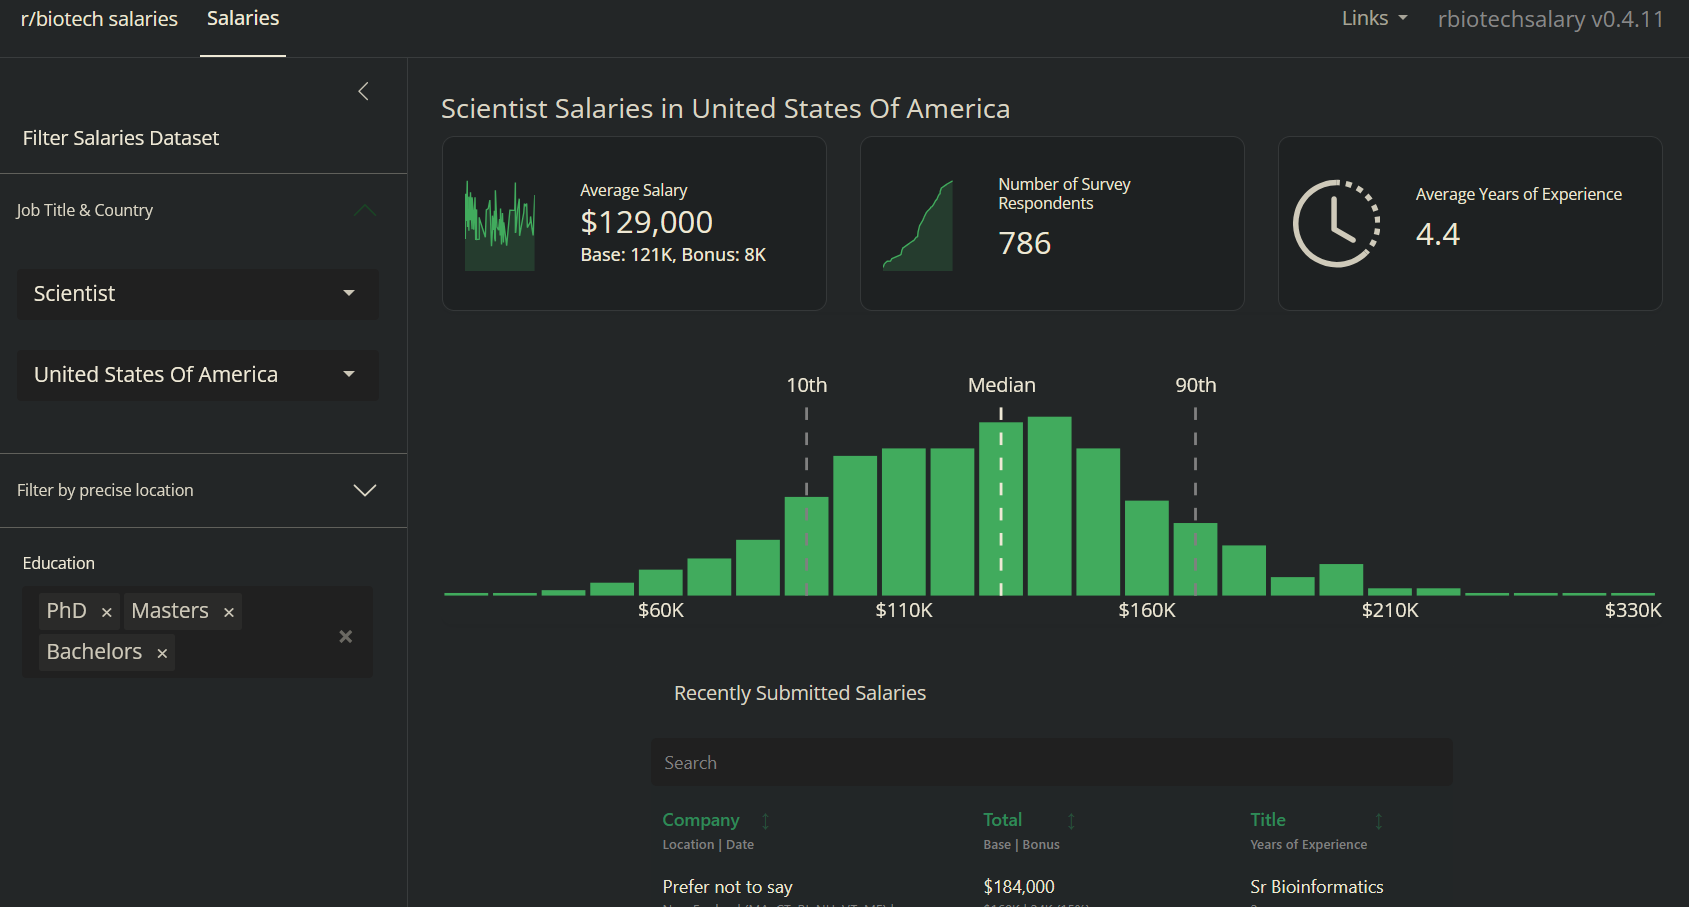 r/biotech salaries
Salaries
Links
rbiotechsalary v0.4.11
Filter Salaries Dataset
Job Title & Country
Scientist
United States Of America
Filter by precise location
Education
PhD × Masters ×
Bachelors ×
Scientist Salaries in United States Of America
Average Salary
$129,000
Base: 121K, Bonus: 8K
Number of Survey
Respondents
786
Average Years of Experience
4.4
10th Median 90th
$60K $110K $160K $210K $330K
Recently Submitted Salaries
Search
Company Total Title
Location | Date Base | Bonus Years of Experience
Prefer not to say $184,000 Sr Bioinformatics